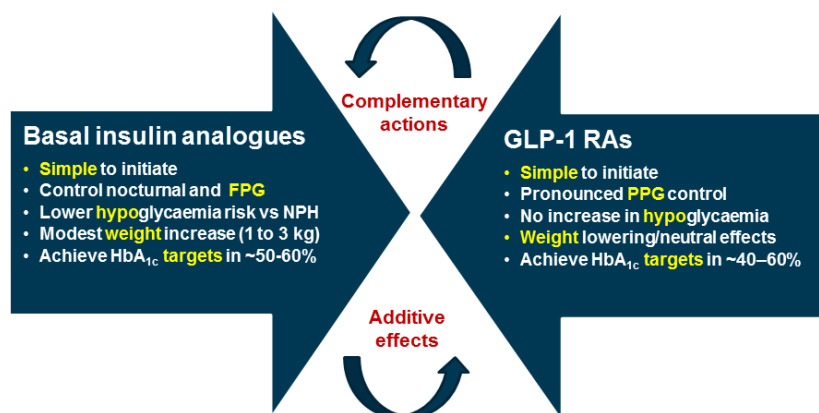 Complementary
actions
Basal insulin analogues
• Simple to initiate
• Control nocturnal and FPG
• Lower hypoglycaemia risk vs NPH
• Modest weight increase (1 to 3 kg)
• Achieve HbA1c targets in ~50-60%
GLP-1 RAs
• Simple to initiate
• Pronounced PPG control
• No increase in hypoglycaemia
• Weight lowering/neutral effects
• Achieve HbA1c targets in ~40–60%
Additive
effects